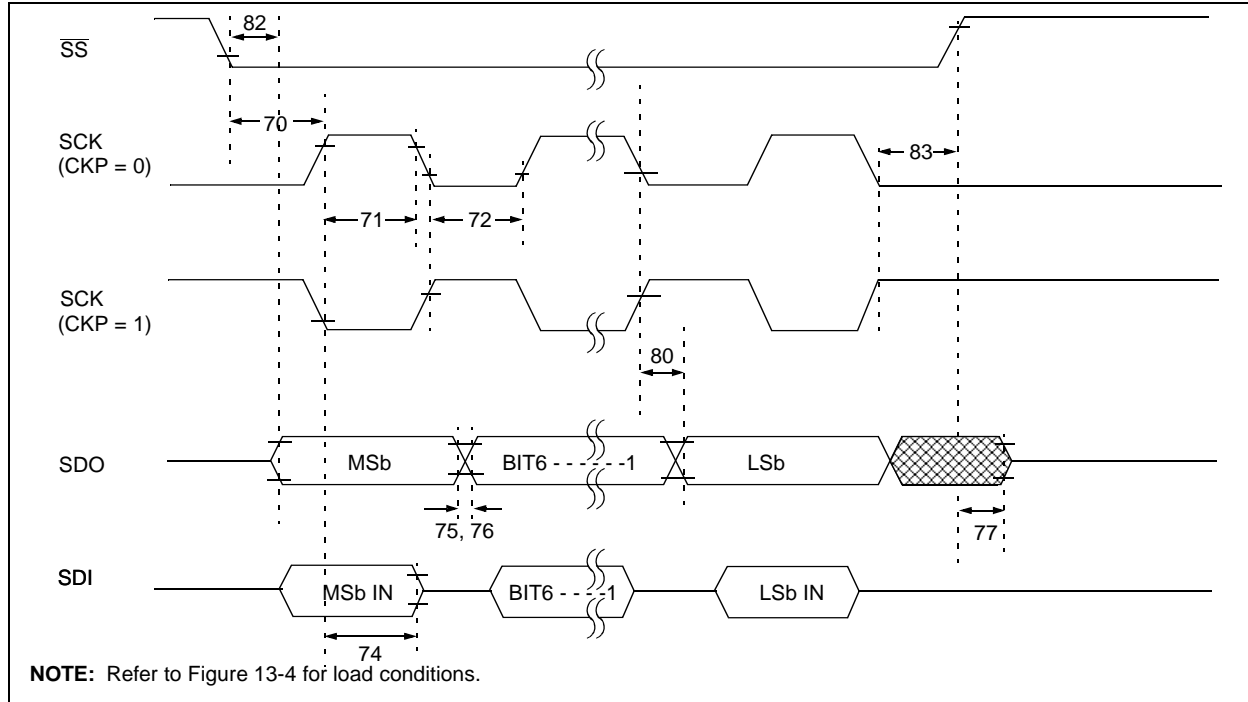 82
SS
70
SCK
(CKP = 0)
83
71
72
SCK
(CKP = 1)
80
SDO
MSb
BIT6 - - - - - -1
LSb
75, 76
77
SDI
MSb IN
BIT6 - - - -1
LSb IN
74
NOTE: Refer to Figure 13-4 for load conditions.